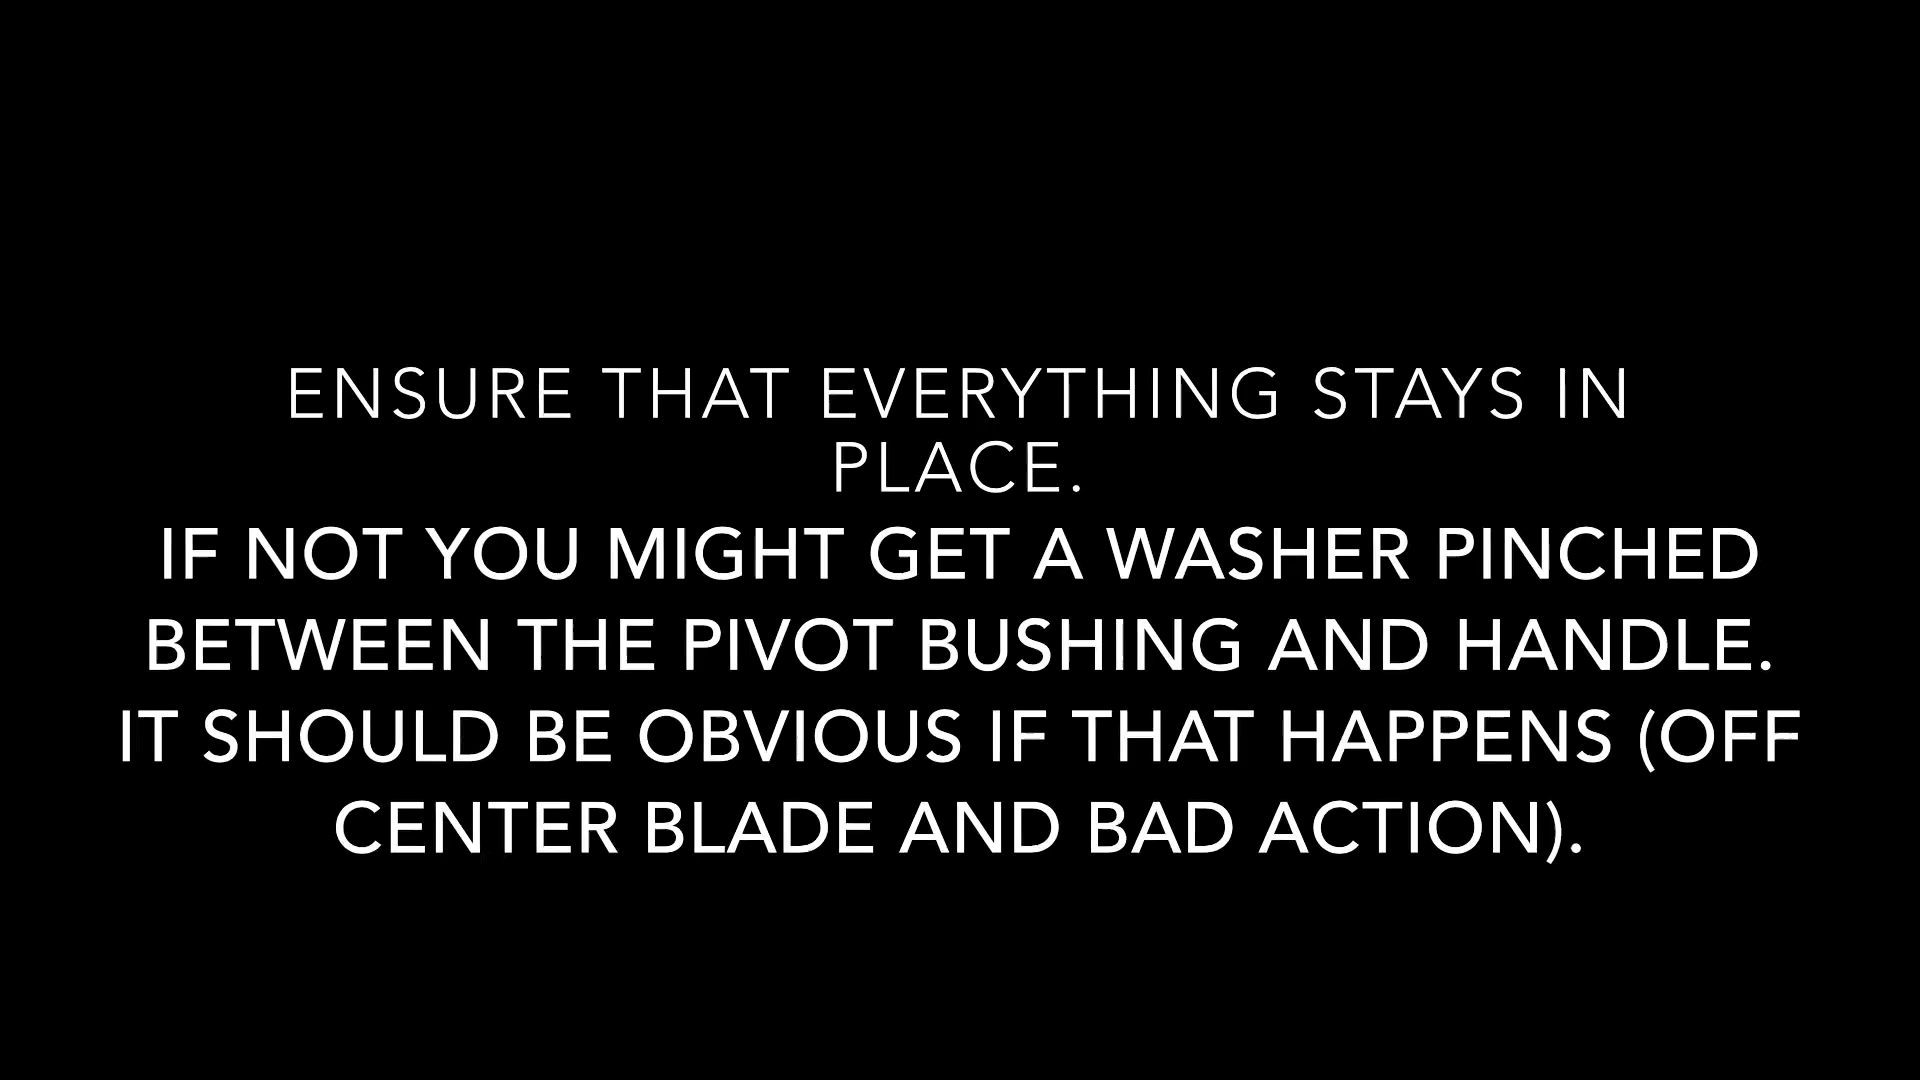 ENSURE THAT EVERYTHING STAYS IN
PLACE.
IF NOT YOU MIGHT GET A WASHER PINCHED
BETWEEN THE PIVOT BUSHING AND HANDLE.
IT SHOULD BE OBVIOUS IF THAT HAPPENS (OFF
CENTER BLADE AND BAD ACTION).